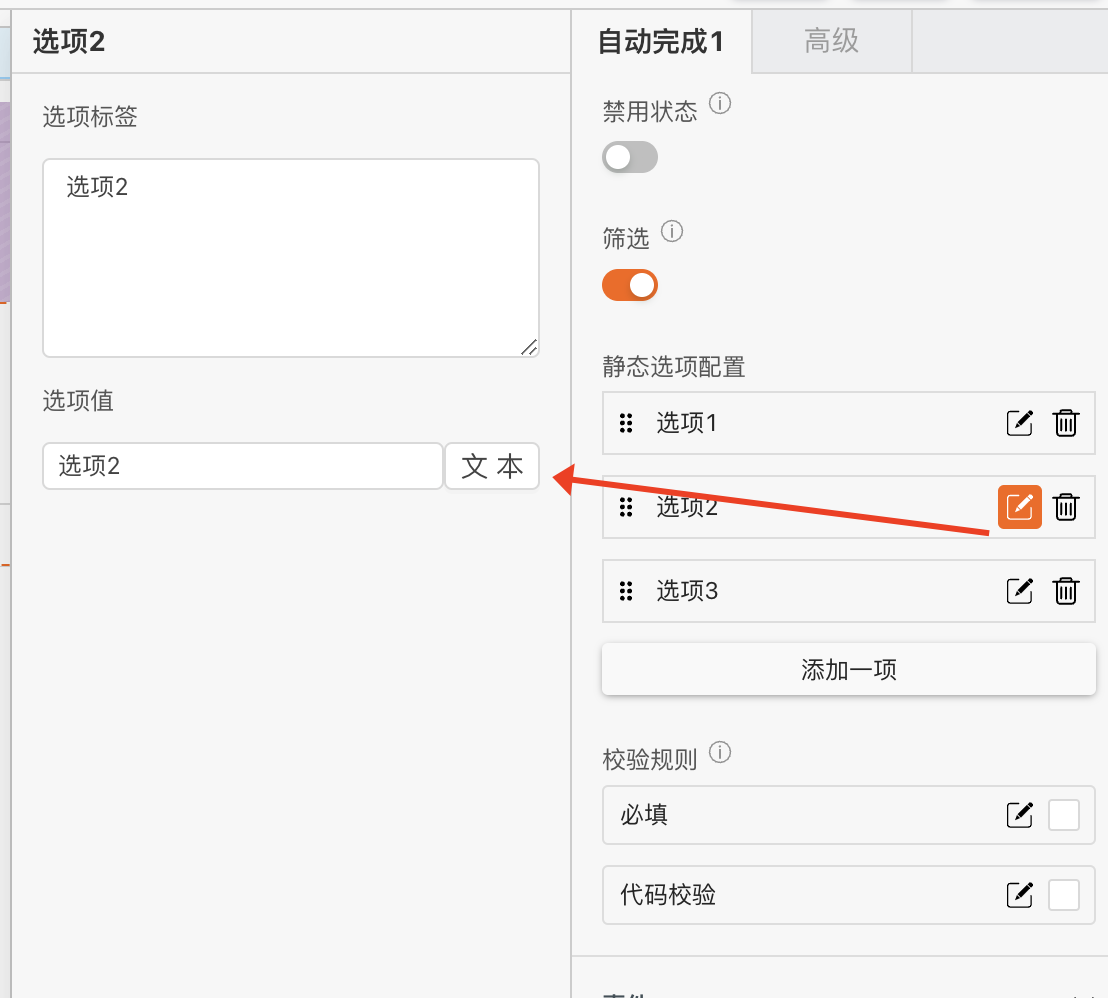 选项2
选项标签
选项2
选项值
选项2
文本
自动完成1
高级
禁用状态
筛选
静态选项配置
选项1
选项2
选项3
添加一项
校验规则
必填
代码校验